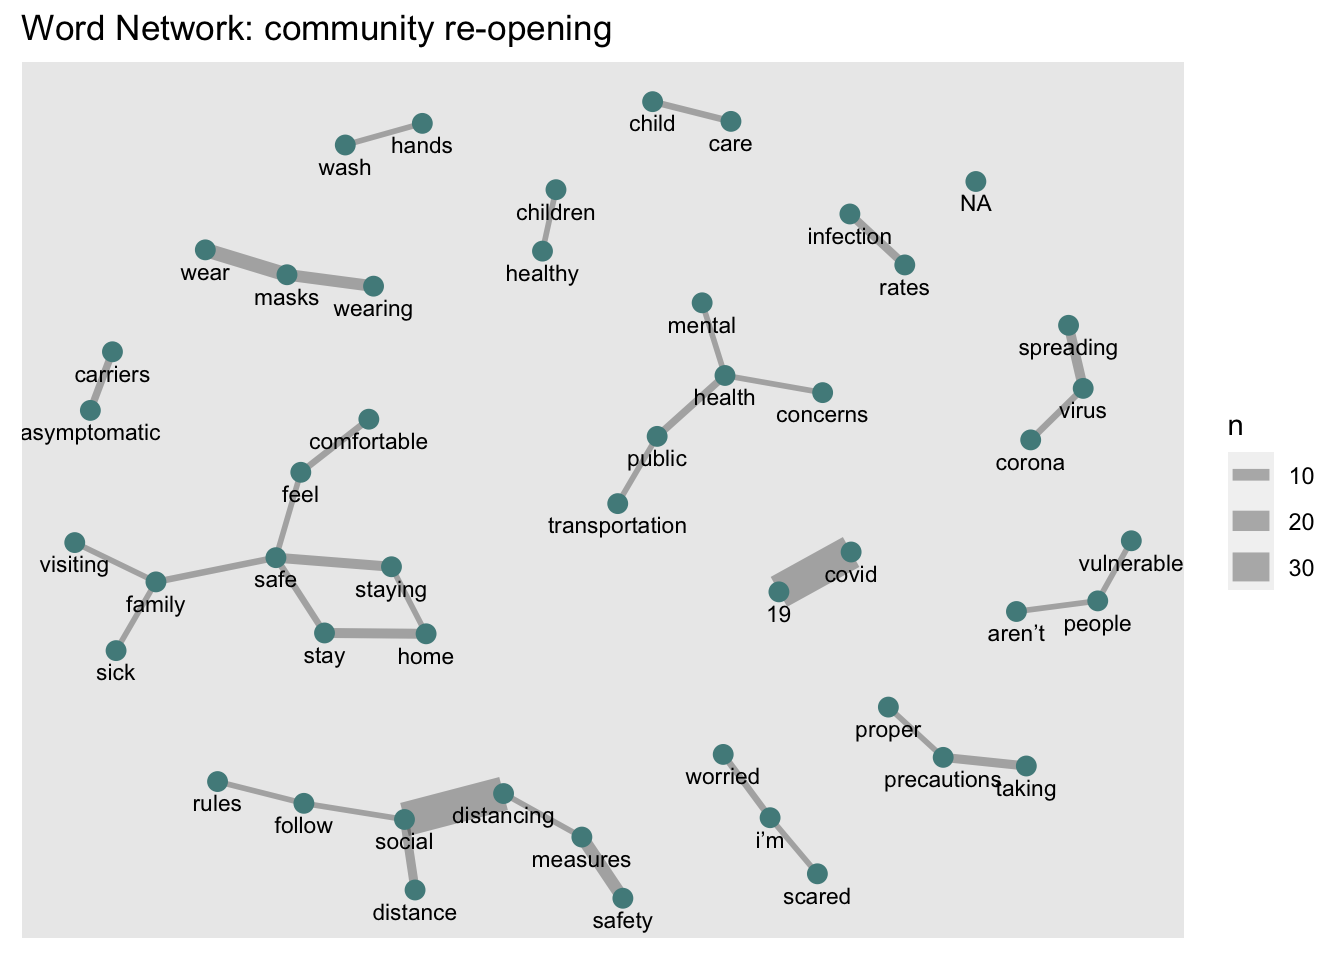 Word Network: community re-opening
child
hands
care
wash
NA
children
infection
wear
healthy
rates
masks
wearing
mental
spreading
carriers
health
virus
concerns
asymptomatic
comfortable
public
corona
feel
transportation
visiting
safe
staying
family
covid
vulnerable
19
aren’t
people
stay
home
sick
proper
worried
precautions
taking
rules
follow
social
distancing
i’m
measures
scared
distance
safety
n
10
20
30